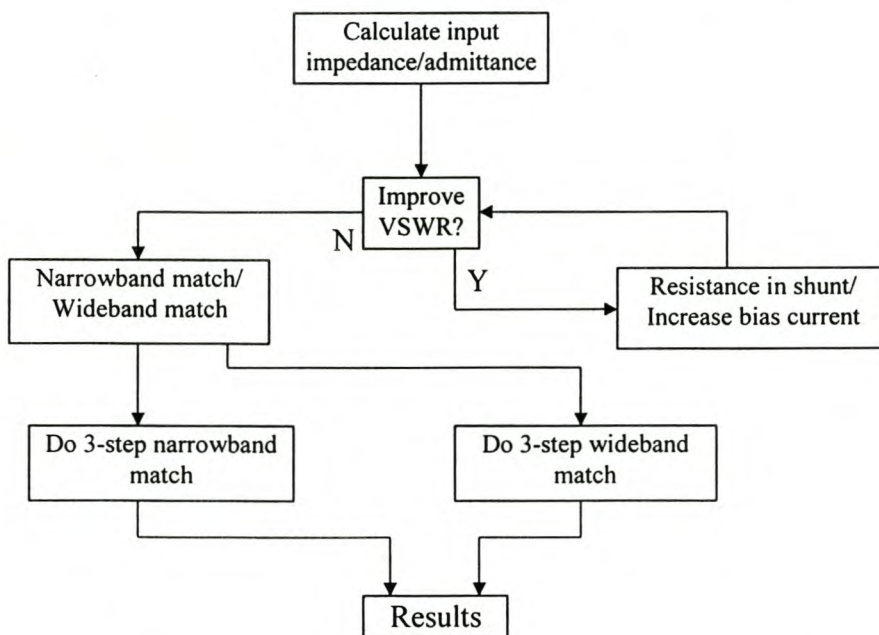 Calculate input
impedance/admittance
Improve
VSWR?
N
Y
Narrowband match/
Wideband match
Resistance in shunt/
Increase bias current
Do 3-step narrowband
match
Do 3-step wideband
match
Results